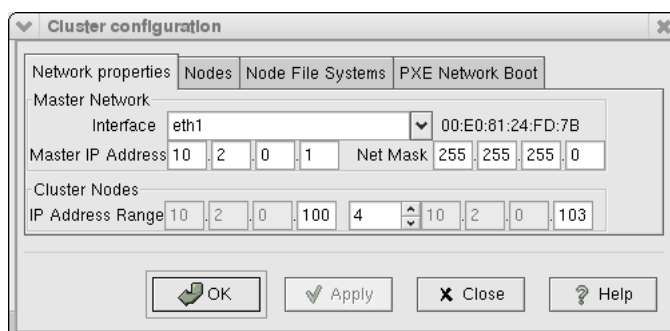 Cluster configuration
Network properties Nodes Node File Systems PXE Network Boot
Master Network
Interface eth1 00:E0:81:24:FD:7B
Master IP Address 10 . 2 . 0 . 1 Net Mask 255 . 255 . 255 . 0
Cluster Nodes
IP Address Range 10 . 2 . 0 . 100 4 10 . 2 . 0 . 103
OK Apply Close Help